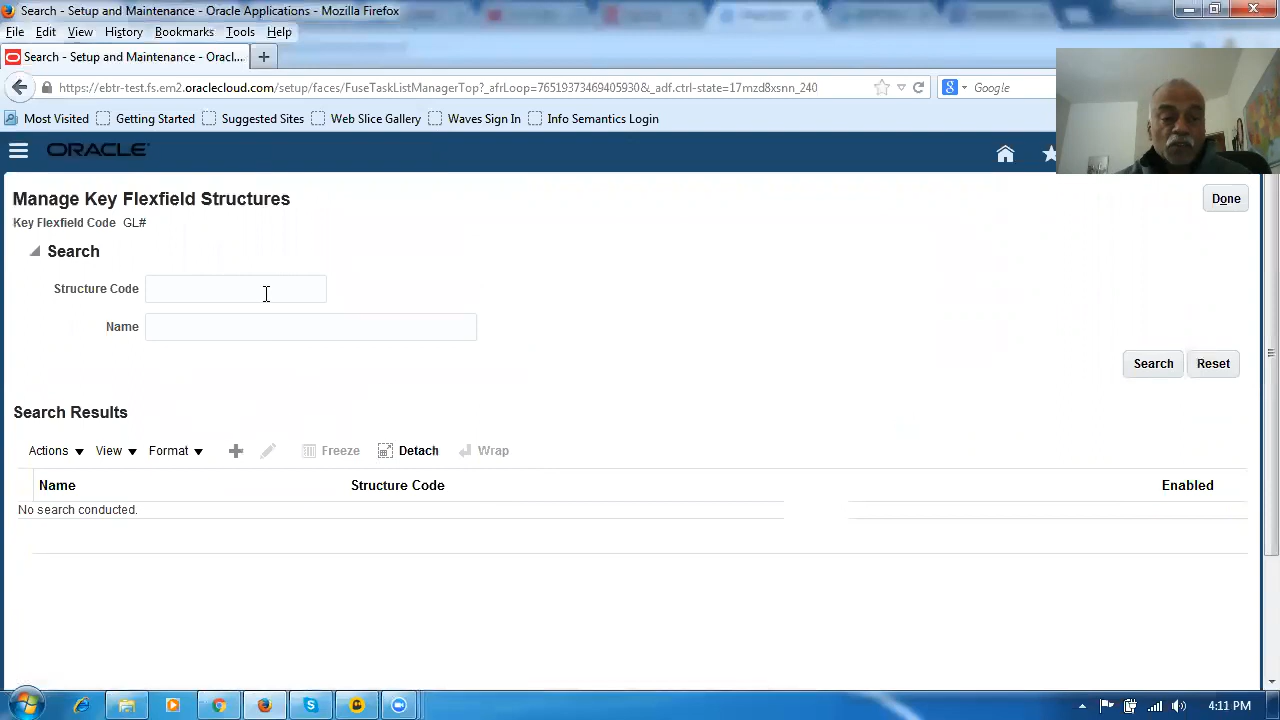 Search - Setup and Maintenance - Oracle Applications - Mozilla Firefox
File Edit View History Bookmarks Tools Help
Search - Setup and Maintenance - Oracl...
https://ebtr-test.fs.em2.oraclecloud.com/setup/faces/FuseTaskListManagerTop?_afrLoop=7651937346940593​0&_adf.ctrl-state=17mzd8xsnn_240
Google
Most Visited Getting Started Suggested Sites Web Slice Gallery Waves Sign In Info Semantics Login
ORACLE
Manage Key Flexfield Structures
Done
Key Flexfield Code GL#
Search
Structure Code
Name
Search Reset
Search Results
Actions View Format Freeze Detach Wrap
Name Structure Code Enabled
No search conducted.
4:11 PM